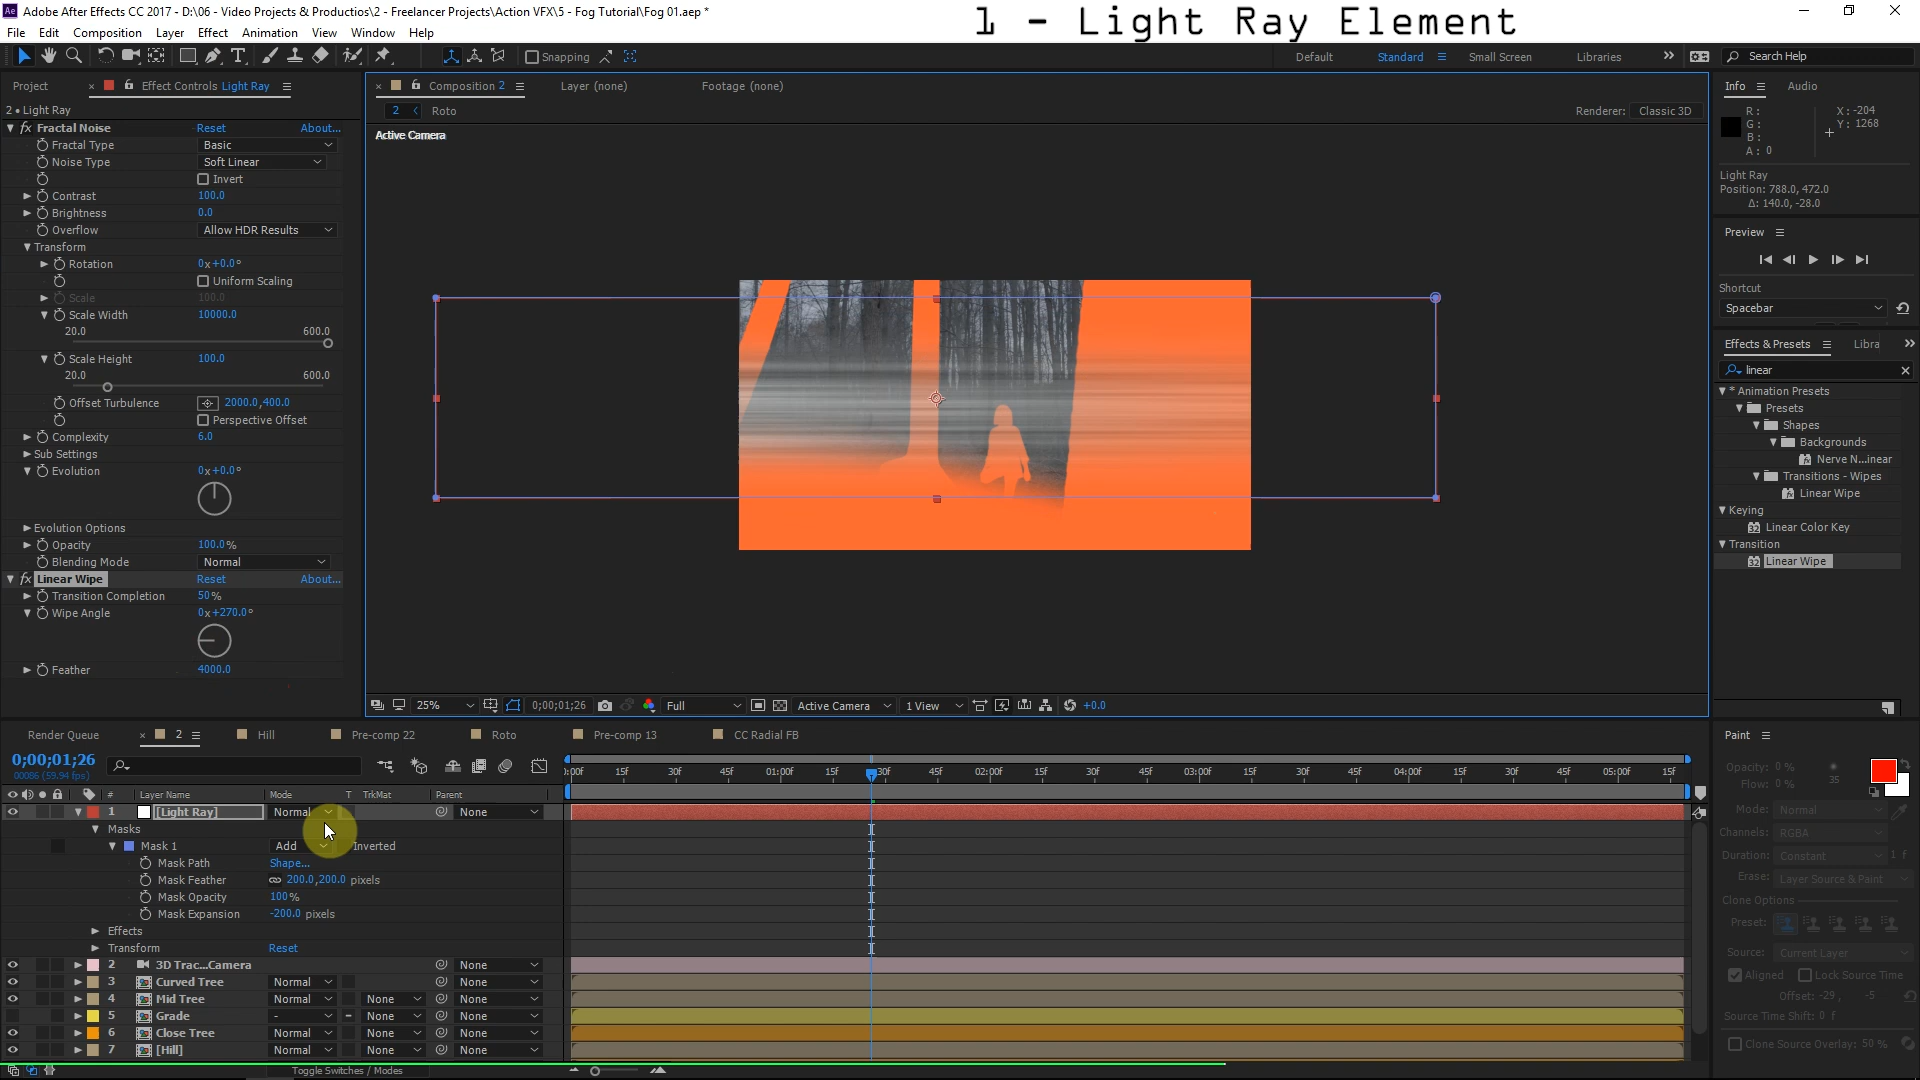 Adobe After Effects CC 2017 - D:\06 - Video Projects & Productios\2 - Freelancer Projects\Action VFX\5 - Fog Tutorial\Fog 01.aep *
1 - Light Ray Element
File Edit Composition Layer Effect Animation View Window Help
Snapping
Default Standard Small Screen Libraries Search Help
Project Effect Controls Light Ray
Composition 2 Layer (none) Footage (none)
Info Audio
2 • Light Ray
2 Roto
Renderer: Classic 3D
R: X: -204
G: Y: 1268
B:
A: 0
Active Camera
Fractal Noise Reset About...
Fractal Type Basic
Noise Type Soft Linear
Invert
Contrast 100.0
Brightness 0.0
Overflow Allow HDR Results
Transform
Rotation 0x+0.0°
Uniform Scaling
Scale 100.0
Scale Width 10000.0
20.0 600.0
Scale Height 100.0
20.0 600.0
Offset Turbulence 2000.0,400.0
Perspective Offset
Complexity 6.0
Sub Settings
Evolution 0x+0.0°
Evolution Options
Opacity 100.0%
Blending Mode Normal
Linear Wipe Reset About...
Transition Completion 50%
Wipe Angle 0x+270.0°
Feather 4000.0
Light Ray
Position: 788.0, 472.0
Δ: 140.0, -28.0
Preview
Shortcut
Spacebar
Effects & Presets Libra
linear
* Animation Presets
Presets
Shapes
Backgrounds
Nerve N...inear
Transitions - Wipes
Linear Wipe
Keying
Linear Color Key
Transition
Linear Wipe
25% 0;00;01;26 Full Active Camera 1 View +0.0
Render Queue 2 Hill Pre-comp 22 Roto Pre-comp 13 CC Radial FB
0;00;01;26
00086 (59.94 fps)
:00f 15f 30f 45f 01:00f 15f 30f 45f 02:00f 15f 30f 45f 03:00f 15f 30f 45f 04:00f 15f 30f 45f 05:00f 15f
# Layer Name Mode T TrkMat Parent
1 [Light Ray] Normal None
Masks
Mask 1 Add Inverted
Mask Path Shape...
Mask Feather 200.0,200.0 pixels
Mask Opacity 100%
Mask Expansion -200.0 pixels
Effects
Transform Reset
2 3D Trac...Camera None
3 Curved Tree Normal None
4 Mid Tree Normal None None
5 Grade - None None
6 Close Tree Normal None None
7 [Hill] Normal None None
Toggle Switches / Modes
Paint
Opacity: 0 %
Flow: 0 %
35
Mode: Normal
Channels: RGBA
Duration: Constant 1 f
Erase: Layer Source & Paint
Clone Options
Preset:
Source: Current Layer
Aligned Lock Source Time
Offset: -29, -5
Source Time Shift: 0 f
Clone Source Overlay: 50 %